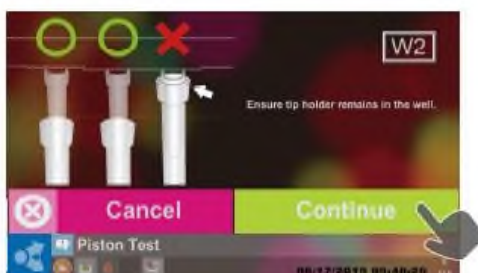 W2
Ensure tip holder remains in the well.
Cancel
Continue
Piston Test